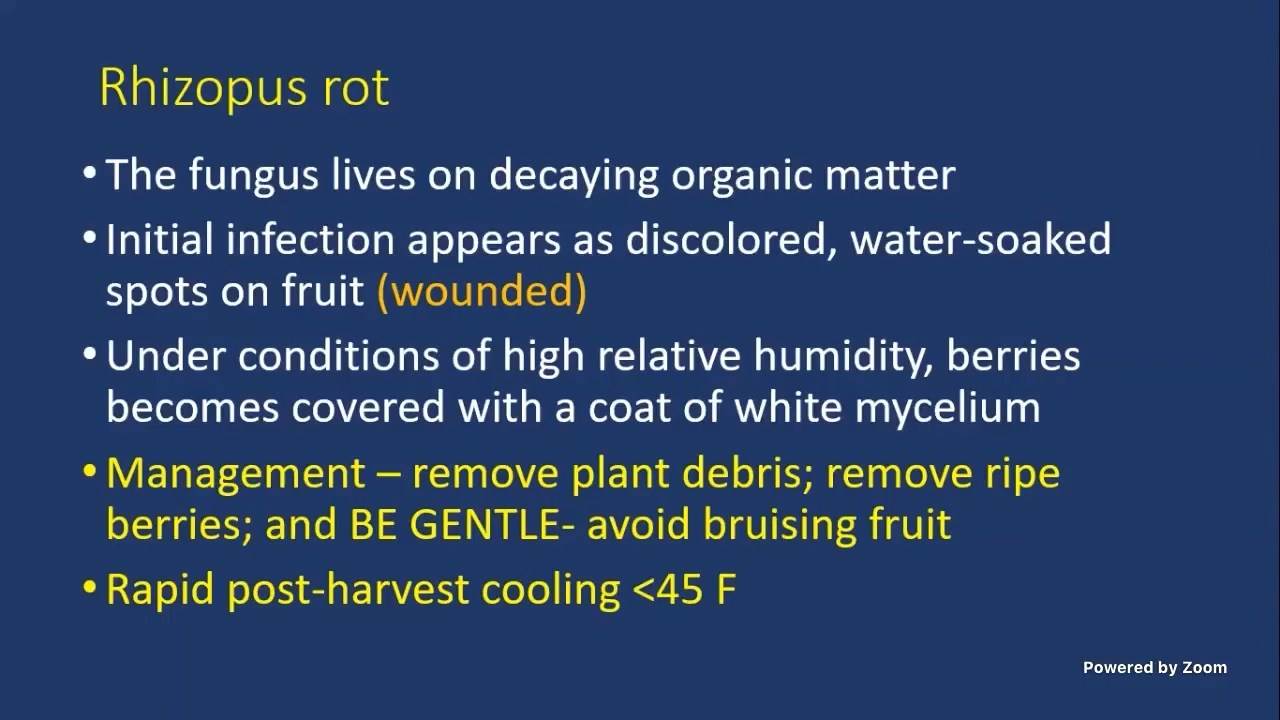 Rhizopus rot
• The fungus lives on decaying organic matter
• Initial infection appears as discolored, water-soaked
spots on fruit (wounded)
• Under conditions of high relative humidity, berries
becomes covered with a coat of white mycelium
• Management – remove plant debris; remove ripe
berries; and BE GENTLE- avoid bruising fruit
• Rapid post-harvest cooling <45 F
Powered by Zoom